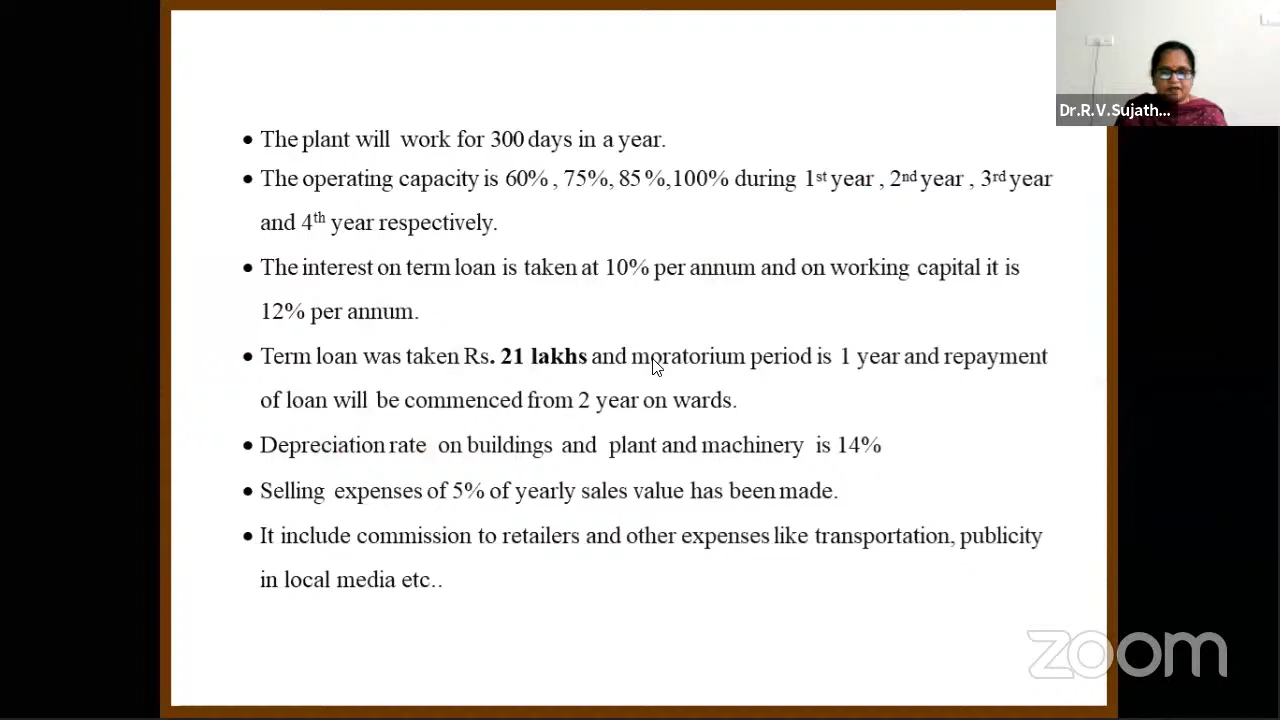 Dr.R.V.Sujath...
• The plant will work for 300 days in a year.
• The operating capacity is 60% , 75%, 85 %,100% during 1st year , 2nd year , 3rd year
and 4th year respectively.
• The interest on term loan is taken at 10% per annum and on working capital it is
12% per annum.
• Term loan was taken Rs. 21 lakhs and moratorium period is 1 year and repayment
of loan will be commenced from 2 year on wards.
• Depreciation rate on buildings and plant and machinery is 14%
• Selling expenses of 5% of yearly sales value has been made.
• It include commission to retailers and other expenses like transportation, publicity
in local media etc..
zoom